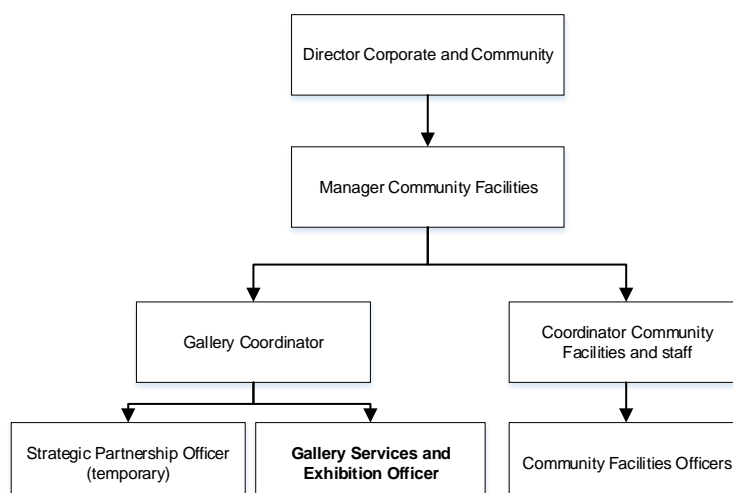 Director Corporate and Community
Manager Community Facilities
Gallery Coordinator
Coordinator Community
Facilities and staff
Strategic Partnership Officer
(temporary)
Gallery Services and
Exhibition Officer
Community Facilities Officers